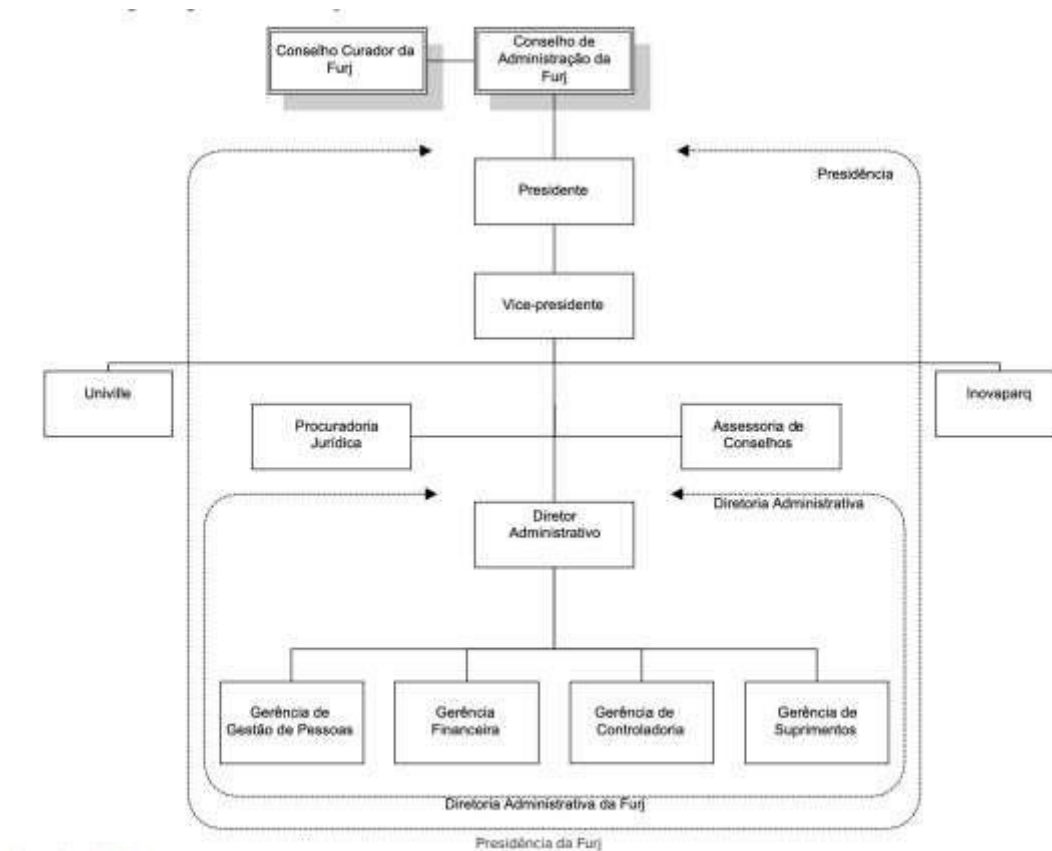 Conselho Curador da
Furj
Conselho de
Administração da
Furj
Presidência
Presidente
Vice-presidente
Univille
Inovaparq
Procuradoria
Jurídica
Assessoria de
Conselhos
Diretoria Administrativa
Diretor
Administrativo
Gerência de
Gestão de Pessoas
Gerência
Financeira
Gerência de
Controladoria
Gerência de
Suprimentos
Diretoria Administrativa da Furj
Presidência da Furj